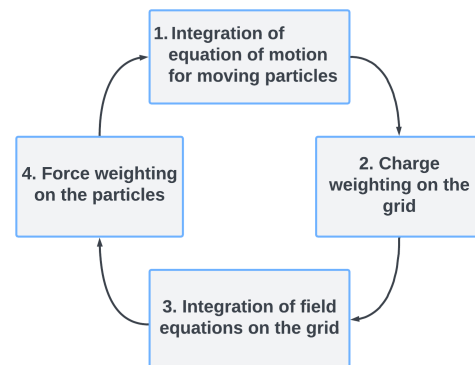 1. Integration of
equation of motion
for moving particles
2. Charge
weighting on the
grid
3. Integration of field
equations on the grid
4. Force weighting
on the particles